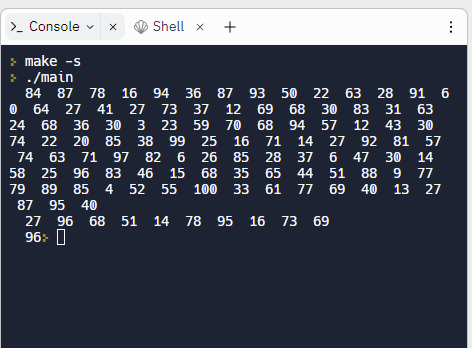 >_ Console ⌄ × Shell × + ⋮
make -s
./main
84 87 78 16 94 36 87 93 50 22 63 28 91 6
0 64 27 41 27 73 37 12 69 68 30 83 31 63
24 68 36 30 3 23 59 70 68 94 57 12 43 30
74 22 20 85 38 99 25 16 71 14 27 92 81 57
74 63 71 97 82 6 26 85 28 37 6 47 30 14
58 25 96 83 46 15 68 35 65 44 51 88 9 77
79 89 85 4 52 55 100 33 61 77 69 40 13 27
87 95 40
27 96 68 51 14 78 95 16 73 69
96